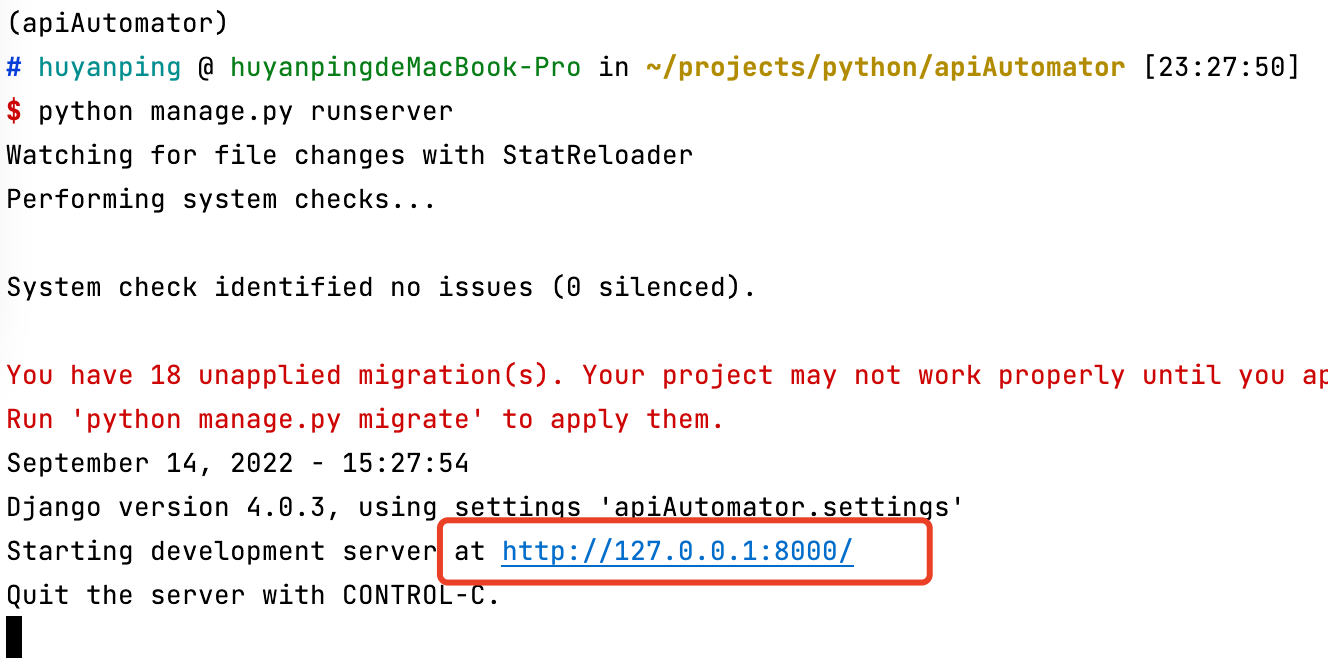 (apiAutomator)
# huyanping @ huyanpingdeMacBook-Pro in ~/projects/python/apiAutomator [23:27:50]
$ python manage.py runserver
Watching for file changes with StatReloader
Performing system checks...
System check identified no issues (0 silenced).
You have 18 unapplied migration(s). Your project may not work properly until you ap
Run 'python manage.py migrate' to apply them.
September 14, 2022 - 15:27:54
Django version 4.0.3, using settings 'apiAutomator.settings'
Starting development server at http://127.0.0.1:8000/
Quit the server with CONTROL-C.